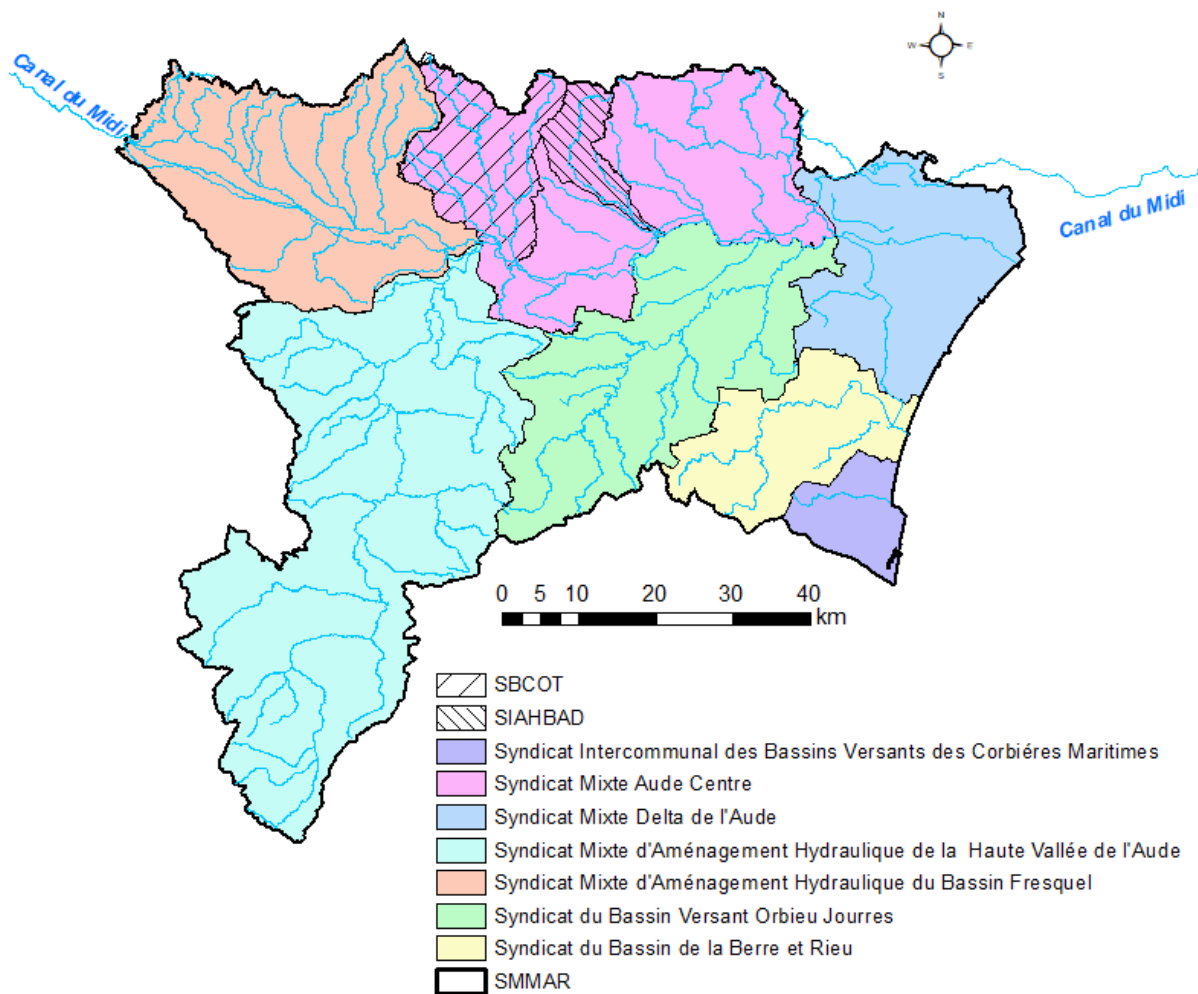 N
W E
S
Canal du Midi
Canal du Midi
0 5 10 20 30 40
km
SBCOT
SIAHBAD
Syndicat Intercommunal des Bassins Versants des Corbiéres Maritimes
Syndicat Mixte Aude Centre
Syndicat Mixte Delta de l'Aude
Syndicat Mixte d'Aménagement Hydraulique de la Haute Vallée de l'Aude
Syndicat Mixte d'Aménagement Hydraulique du Bassin Fresquel
Syndicat du Bassin Versant Orbieu Jourres
Syndicat du Bassin de la Berre et Rieu
SMMAR